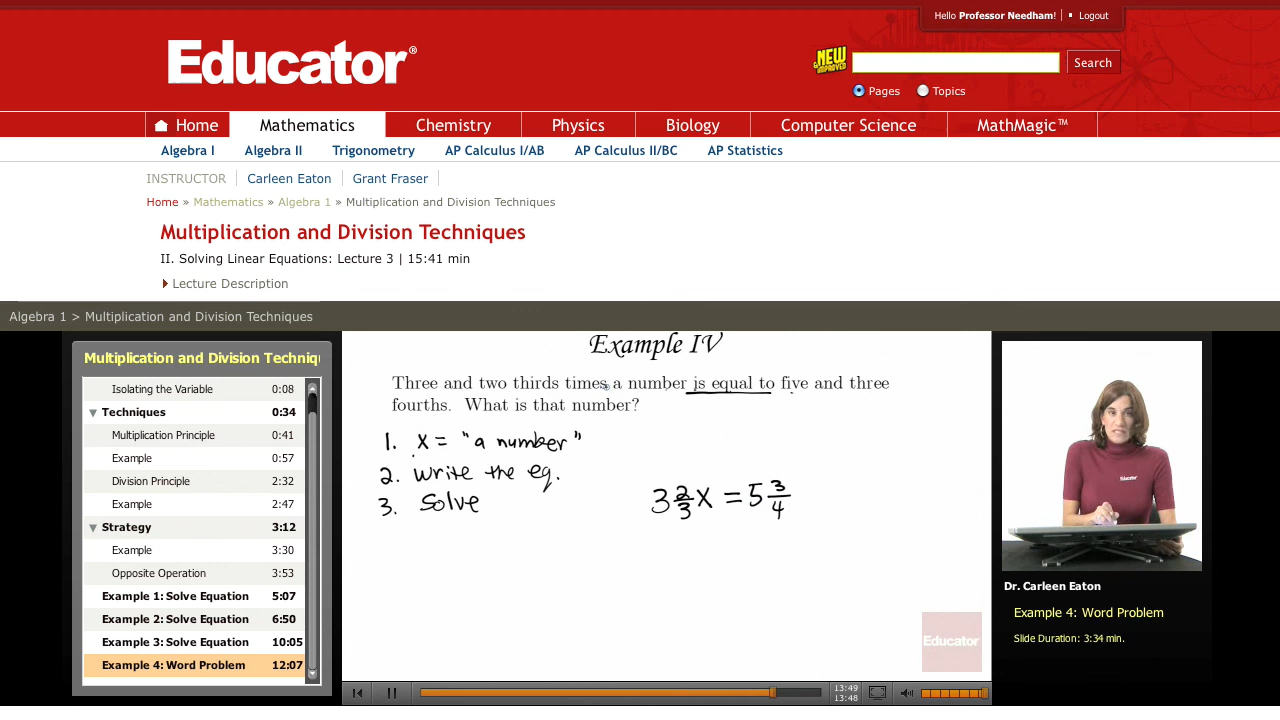 Hello Professor Needham! Logout
Educator®
NEW & IMPROVED Search
Pages Topics
Home Mathematics Chemistry Physics Biology Computer Science MathMagic™
Algebra I Algebra II Trigonometry AP Calculus I/AB AP Calculus II/BC AP Statistics
INSTRUCTOR Carleen Eaton Grant Fraser
Home » Mathematics » Algebra 1 » Multiplication and Division Techniques
Multiplication and Division Techniques
II. Solving Linear Equations: Lecture 3 | 15:41 min
Lecture Description
Algebra 1 > Multiplication and Division Techniques
Multiplication and Division Techniqu
Isolating the Variable 0:08
Techniques 0:34
Multiplication Principle 0:41
Example 0:57
Division Principle 2:32
Example 2:47
Strategy 3:12
Example 3:30
Opposite Operation 3:53
Example 1: Solve Equation 5:07
Example 2: Solve Equation 6:50
Example 3: Solve Equation 10:05
Example 4: Word Problem 12:07
Example IV
Three and two thirds times a number is equal to five and three
fourths. What is that number?
1. x = "a number"
2. write the eq.
3. Solve
3 2/3 x = 5 3/4
Educator
13:49
13:48
Educator
Dr. Carleen Eaton
Example 4: Word Problem
Slide Duration: 3:34 min.